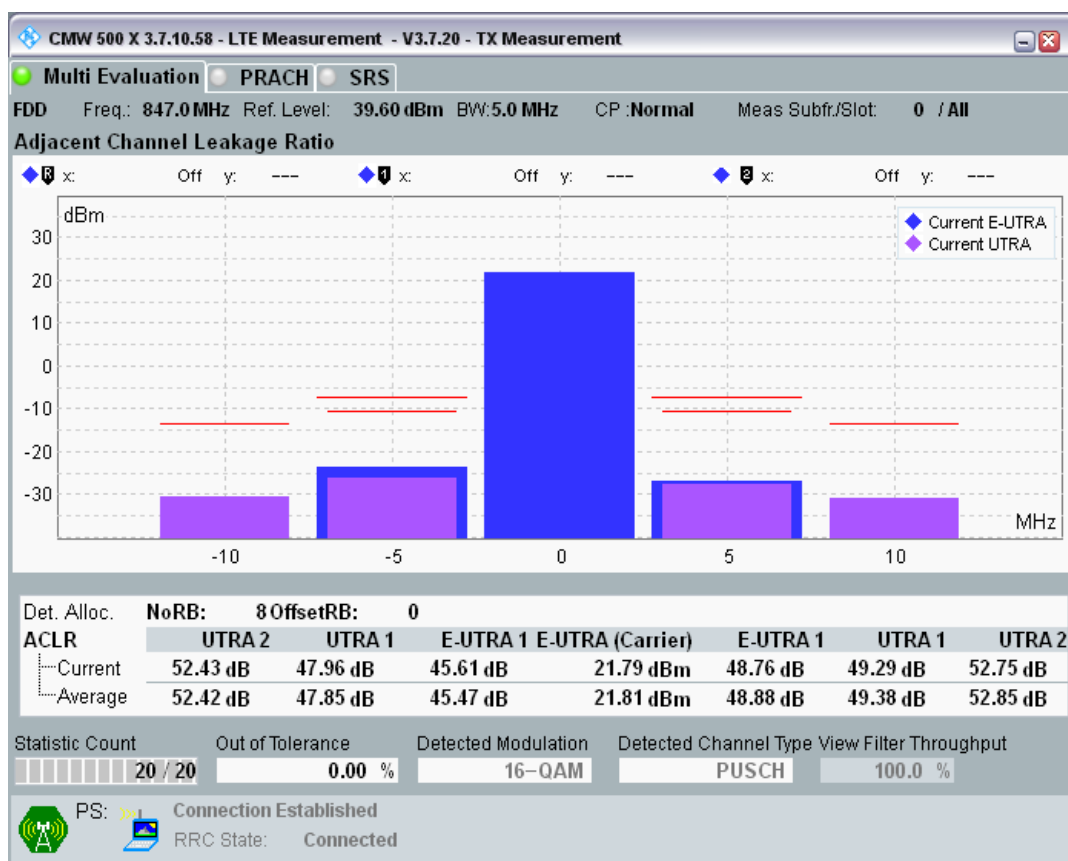 CMW 500 X 3.7.10.58 - LTE Measurement - V3.7.20 - TX Measurement
Multi Evaluation PRACH SRS
FDD Freq.: 847.0 MHz Ref. Level: 39.60 dBm BW:5.0 MHz CP :Normal Meas Subfr./Slot: 0 / All
Adjacent Channel Leakage Ratio
R x: Off y: --- 1 x: Off y: --- 2 x: Off y: ---
dBm
Current E-UTRA
Current UTRA
30
20
10
0
-10
-20
-30
MHz
-10 -5 0 5 10
Det. Alloc. NoRB: 8 OffsetRB: 0
ACLR UTRA 2 UTRA 1 E-UTRA 1 E-UTRA (Carrier) E-UTRA 1 UTRA 1 UTRA 2
Current 52.43 dB 47.96 dB 45.61 dB 21.79 dBm 48.76 dB 49.29 dB 52.75 dB
Average 52.42 dB 47.85 dB 45.47 dB 21.81 dBm 48.88 dB 49.38 dB 52.85 dB
Statistic Count Out of Tolerance Detected Modulation Detected Channel Type View Filter Throughput
20 / 20 0.00 % 16-QAM PUSCH 100.0 %
PS: Connection Established
RRC State: Connected